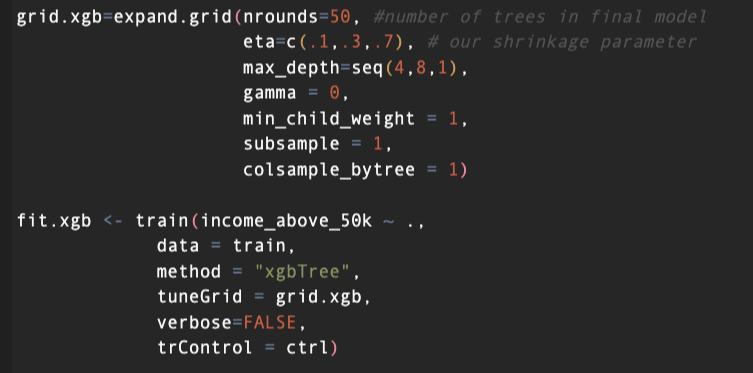 grid.xgb=expand.grid(nrounds=50, #number of trees in final model
eta=c(.1,.3,.7), # our shrinkage parameter
max_depth=seq(4,8,1),
gamma = 0,
min_child_weight = 1,
subsample = 1,
colsample_bytree = 1)
fit.xgb <- train(income_above_50k ~ .,
data = train,
method = "xgbTree",
tuneGrid = grid.xgb,
verbose=FALSE,
trControl = ctrl)